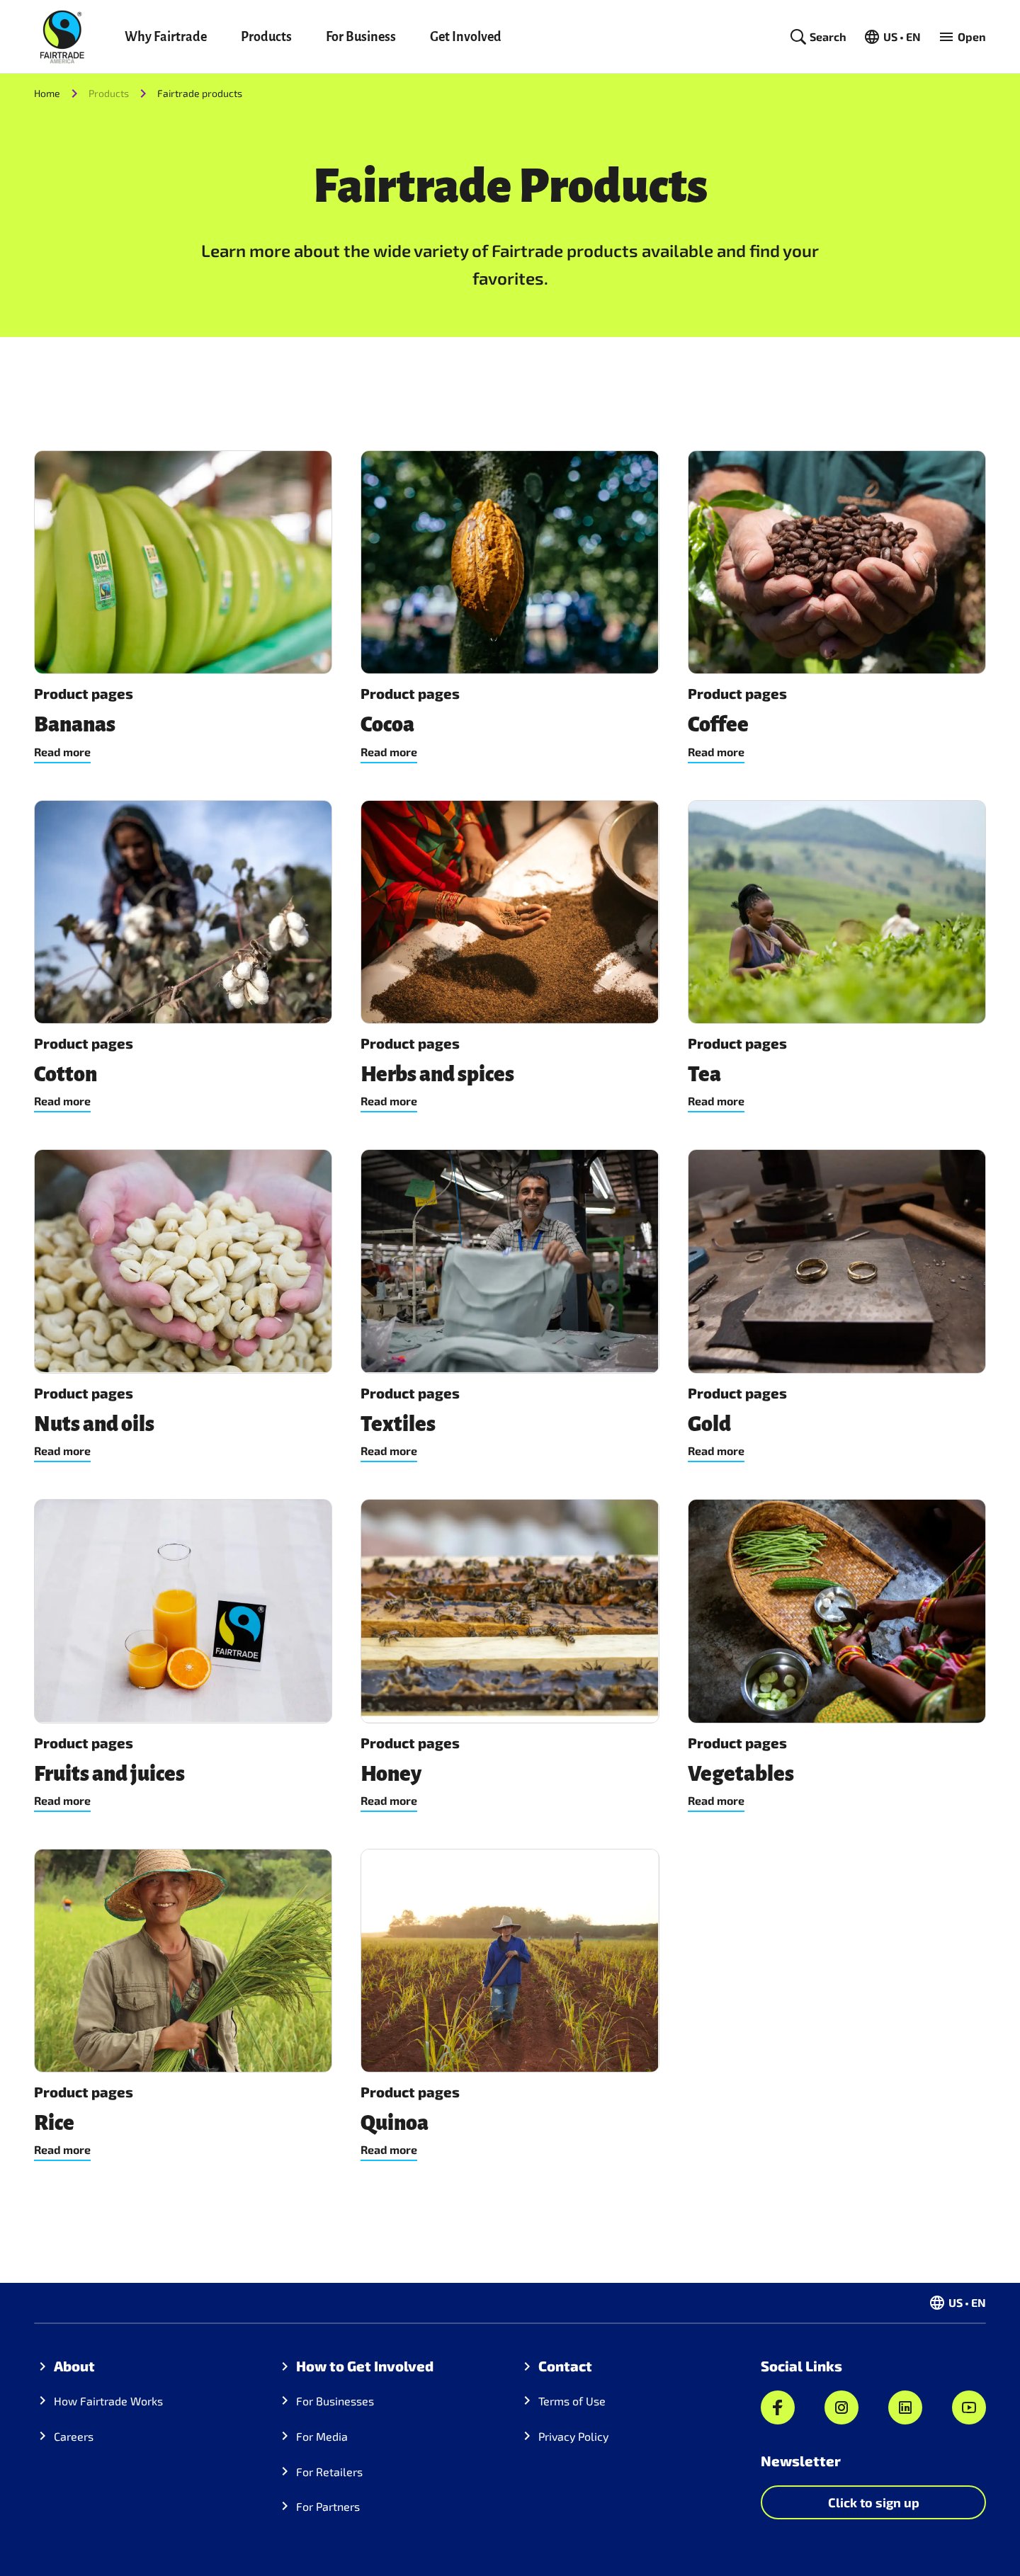 FAIRTRADE
AMERICA
Why Fairtrade
Products
For Business
Get Involved
Search
US • EN
Open
Home
Products
Fairtrade products
Fairtrade Products
Learn more about the wide variety of Fairtrade products available and find your
favorites.
BIO
BIO
Product pages
Bananas
Read more
Product pages
Cocoa
Read more
Product pages
Coffee
Read more
Product pages
Cotton
Read more
Product pages
Herbs and spices
Read more
Product pages
Tea
Read more
Product pages
Nuts and oils
Read more
Product pages
Textiles
Read more
Product pages
Gold
Read more
FAIRTRADE
Product pages
Fruits and juices
Read more
Product pages
Honey
Read more
Product pages
Vegetables
Read more
Product pages
Rice
Read more
Product pages
Quinoa
Read more
US • EN
About
How Fairtrade Works
Careers
How to Get Involved
For Businesses
For Media
For Retailers
For Partners
Contact
Terms of Use
Privacy Policy
Social Links
Newsletter
Click to sign up